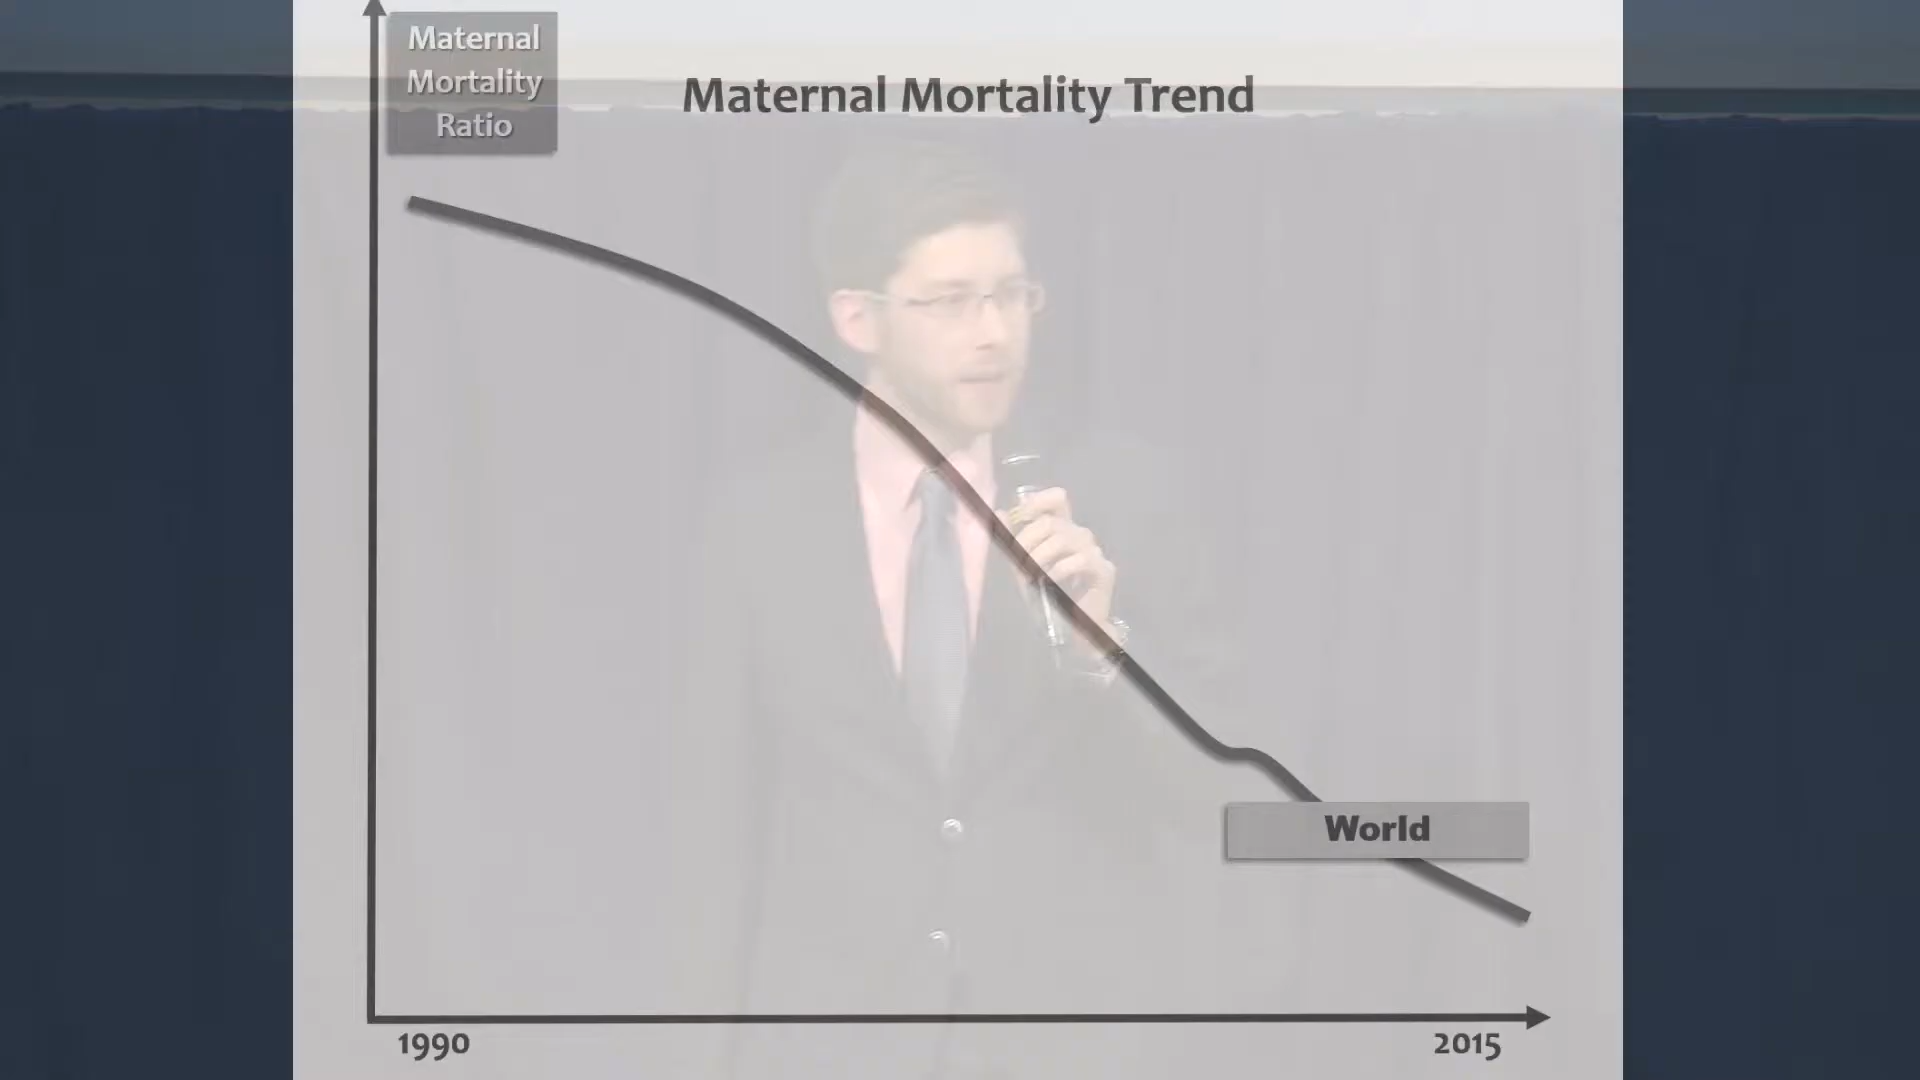 Maternal
Mortality
Ratio
Maternal Mortality Trend
World
1990
2015